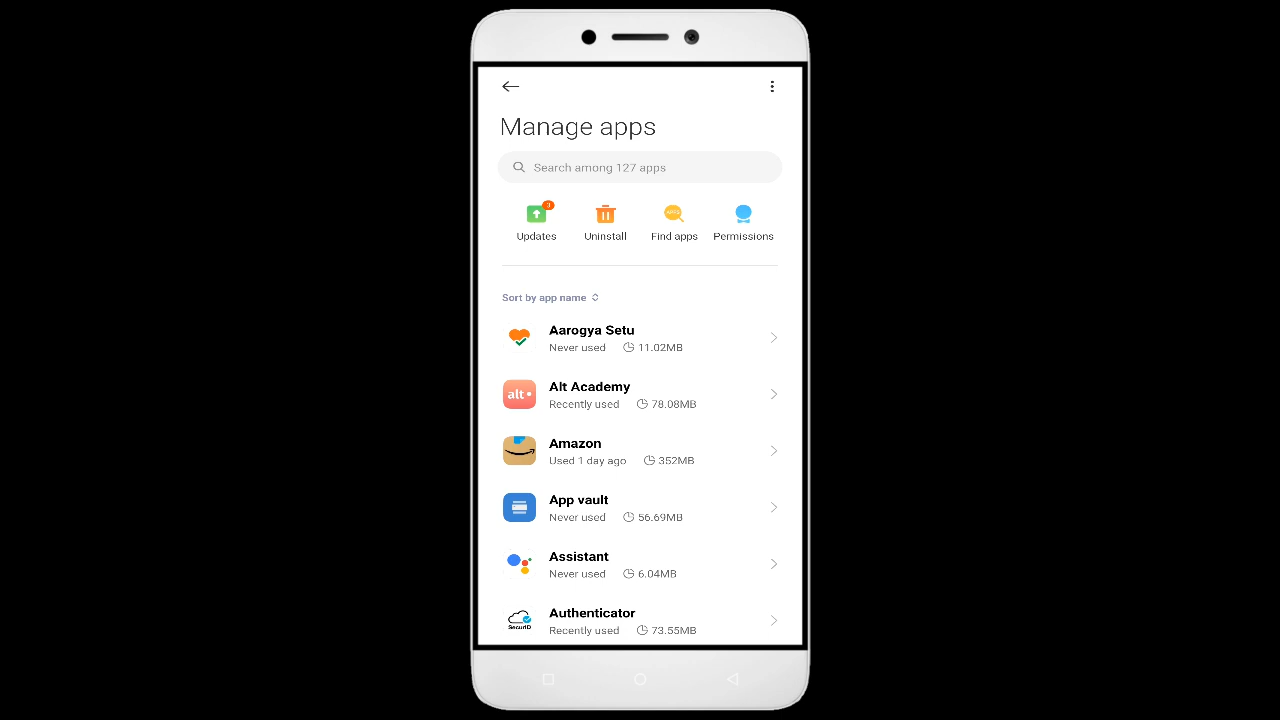 Manage apps
Search among 127 apps
3
Updates
Uninstall
Find apps
Permissions
Sort by app name
Aarogya Setu
Never used 11.02MB
alt
Alt Academy
Recently used 78.08MB
Amazon
Used 1 day ago 352MB
App vault
Never used 56.69MB
Assistant
Never used 6.04MB
SecurID
Authenticator
Recently used 73.55MB